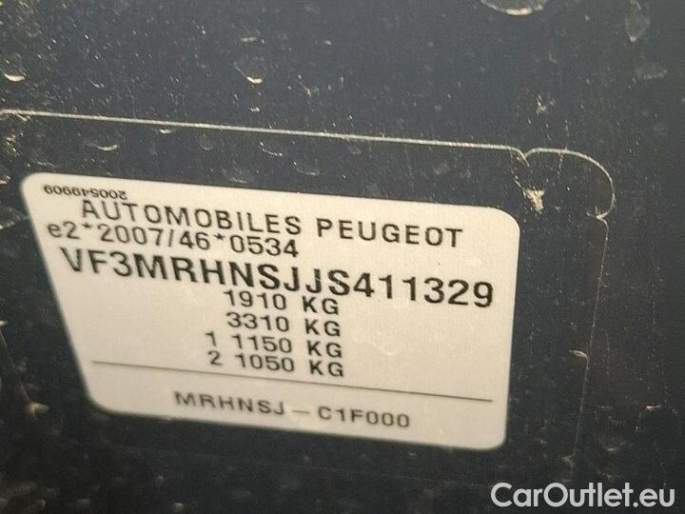 200549909
AUTOMOBILES PEUGEOT
e2*2007/46*0534
VF3MRHNSJJS411329
1910 KG
3310 KG
1 1150 KG
2 1050 KG
MRHNSJ - C1F000
CarOutlet.eu